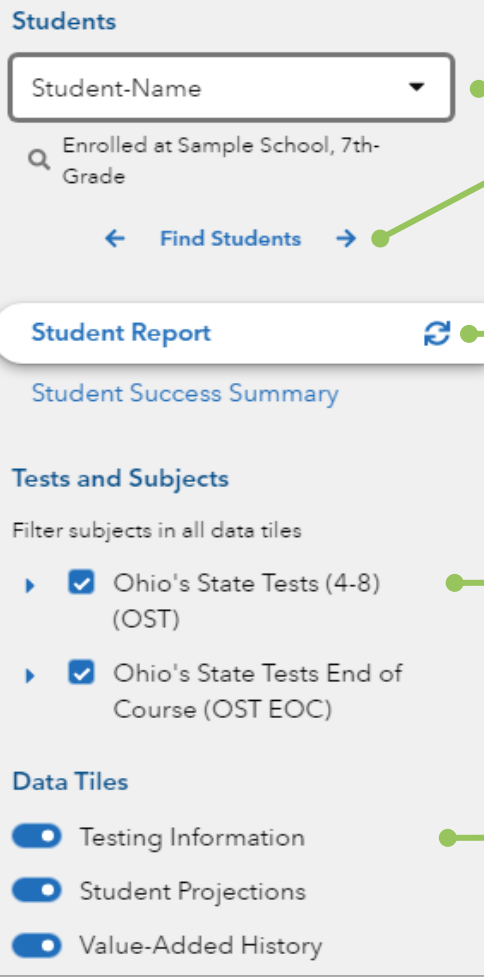 Students
Student-Name
Enrolled at Sample School, 7th-
Grade
Find Students
Student Report
Student Success Summary
Tests and Subjects
Filter subjects in all data tiles
Ohio's State Tests (4-8)
(OST)
Ohio's State Tests End of
Course (OST EOC)
Data Tiles
Testing Information
Student Projections
Value-Added History